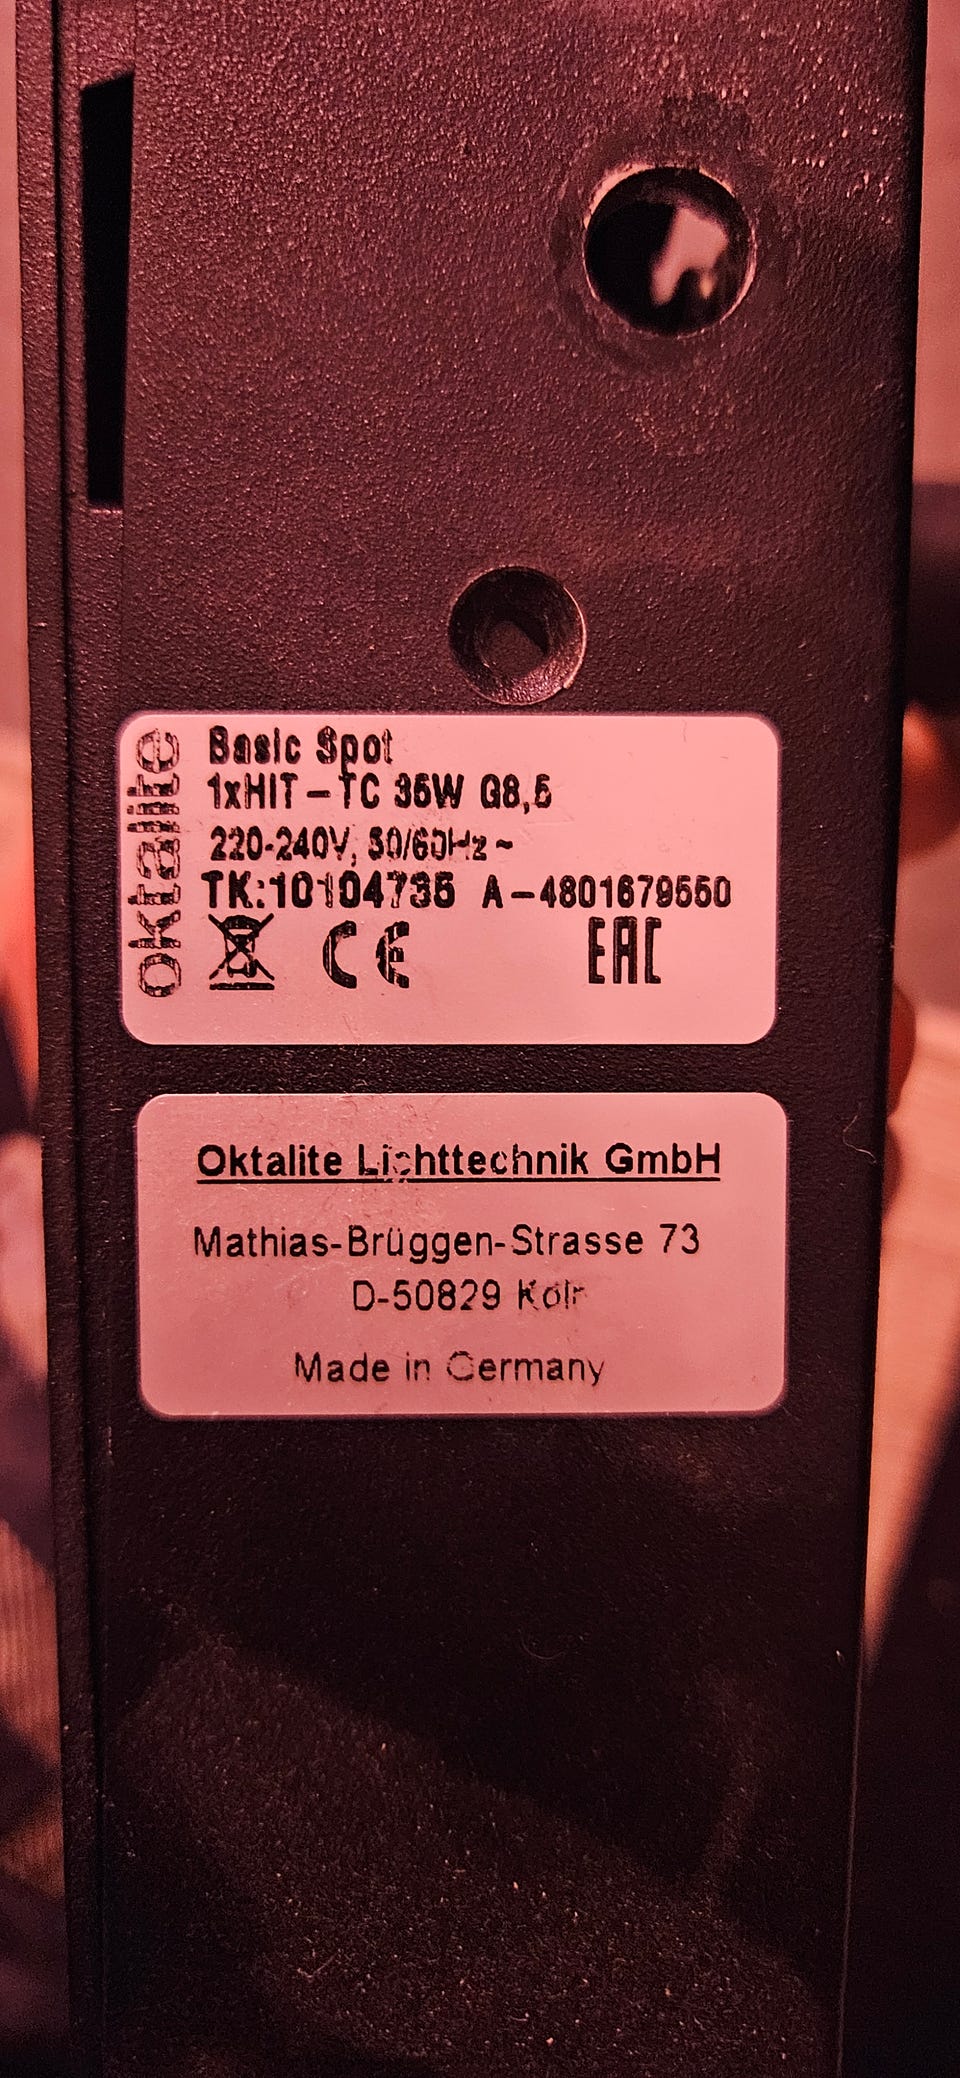 oktalite
Basic Spot
1xHIT-TC 35W G8,5
220-240V, 50/60Hz~
TK:10104735 A-4801679550
CE EAC
Oktalite Lichttechnik GmbH
Mathias-Brüggen-Strasse 73
D-50829 Köln
Made in Germany